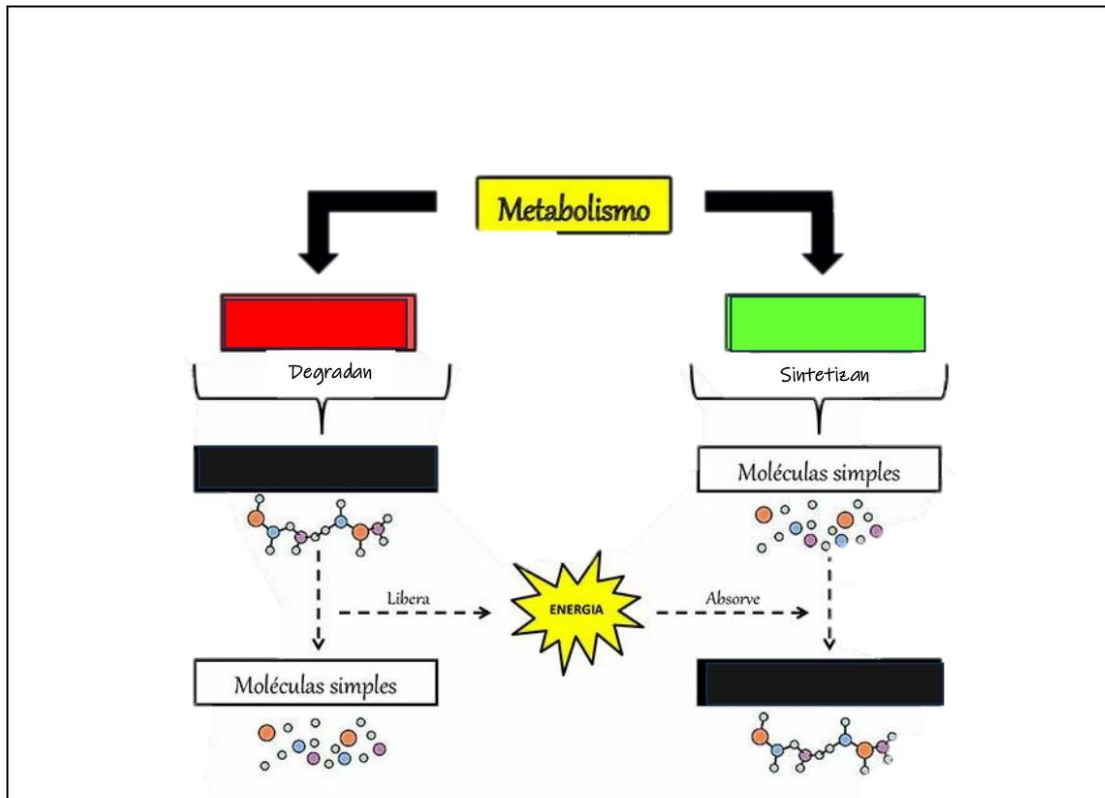 Metabolismo
Degradan
Sintetizan
Moléculas simples
Libera
ENERGIA
Absorve
Moléculas simples